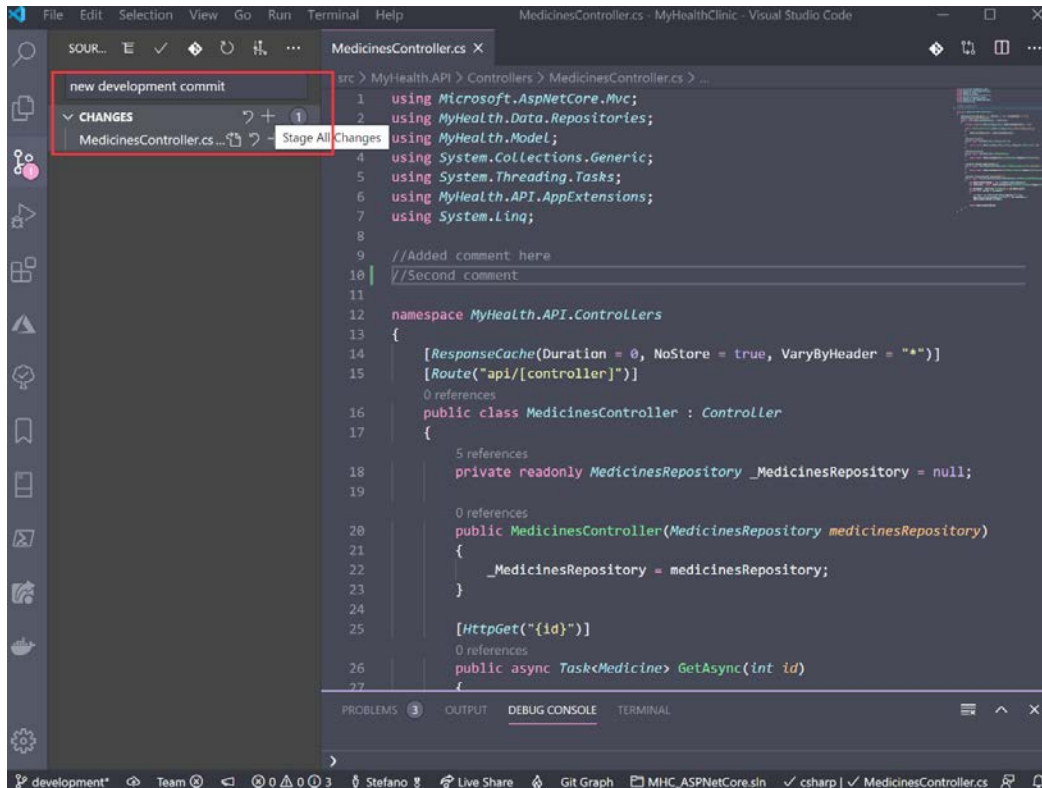 File Edit Selection View Go Run Terminal Help MedicinesController.cs - MyHealthClinic - Visual Studio Code
SOUR...
MedicinesController.cs
new development commit
src > MyHealth.API > Controllers > MedicinesController.cs > ...
CHANGES 1
MedicinesController.cs ...
Stage All Changes
1 using Microsoft.AspNetCore.Mvc;
2 using MyHealth.Data.Repositories;
using MyHealth.Model;
4 using System.Collections.Generic;
5 using System.Threading.Tasks;
6 using MyHealth.API.AppExtensions;
7 using System.Linq;
8
9 //Added comment here
10 //Second comment
11
12 namespace MyHealth.API.Controllers
13 {
14 [ResponseCache(Duration = 0, NoStore = true, VaryByHeader = "*")]
15 [Route("api/[controller]")]
0 references
16 public class MedicinesController : Controller
17 {
5 references
18 private readonly MedicinesRepository _MedicinesRepository = null;
19
0 references
20 public MedicinesController(MedicinesRepository medicinesRepository)
21 {
22 _MedicinesRepository = medicinesRepository;
23 }
24
25 [HttpGet("{id}")]
0 references
26 public async Task<Medicine> GetAsync(int id)
27 {
PROBLEMS 3 OUTPUT DEBUG CONSOLE TERMINAL
>
development* Team 0 0 3 Stefano Live Share Git Graph MHC_ASPNetCore.sln csharp | MedicinesController.cs